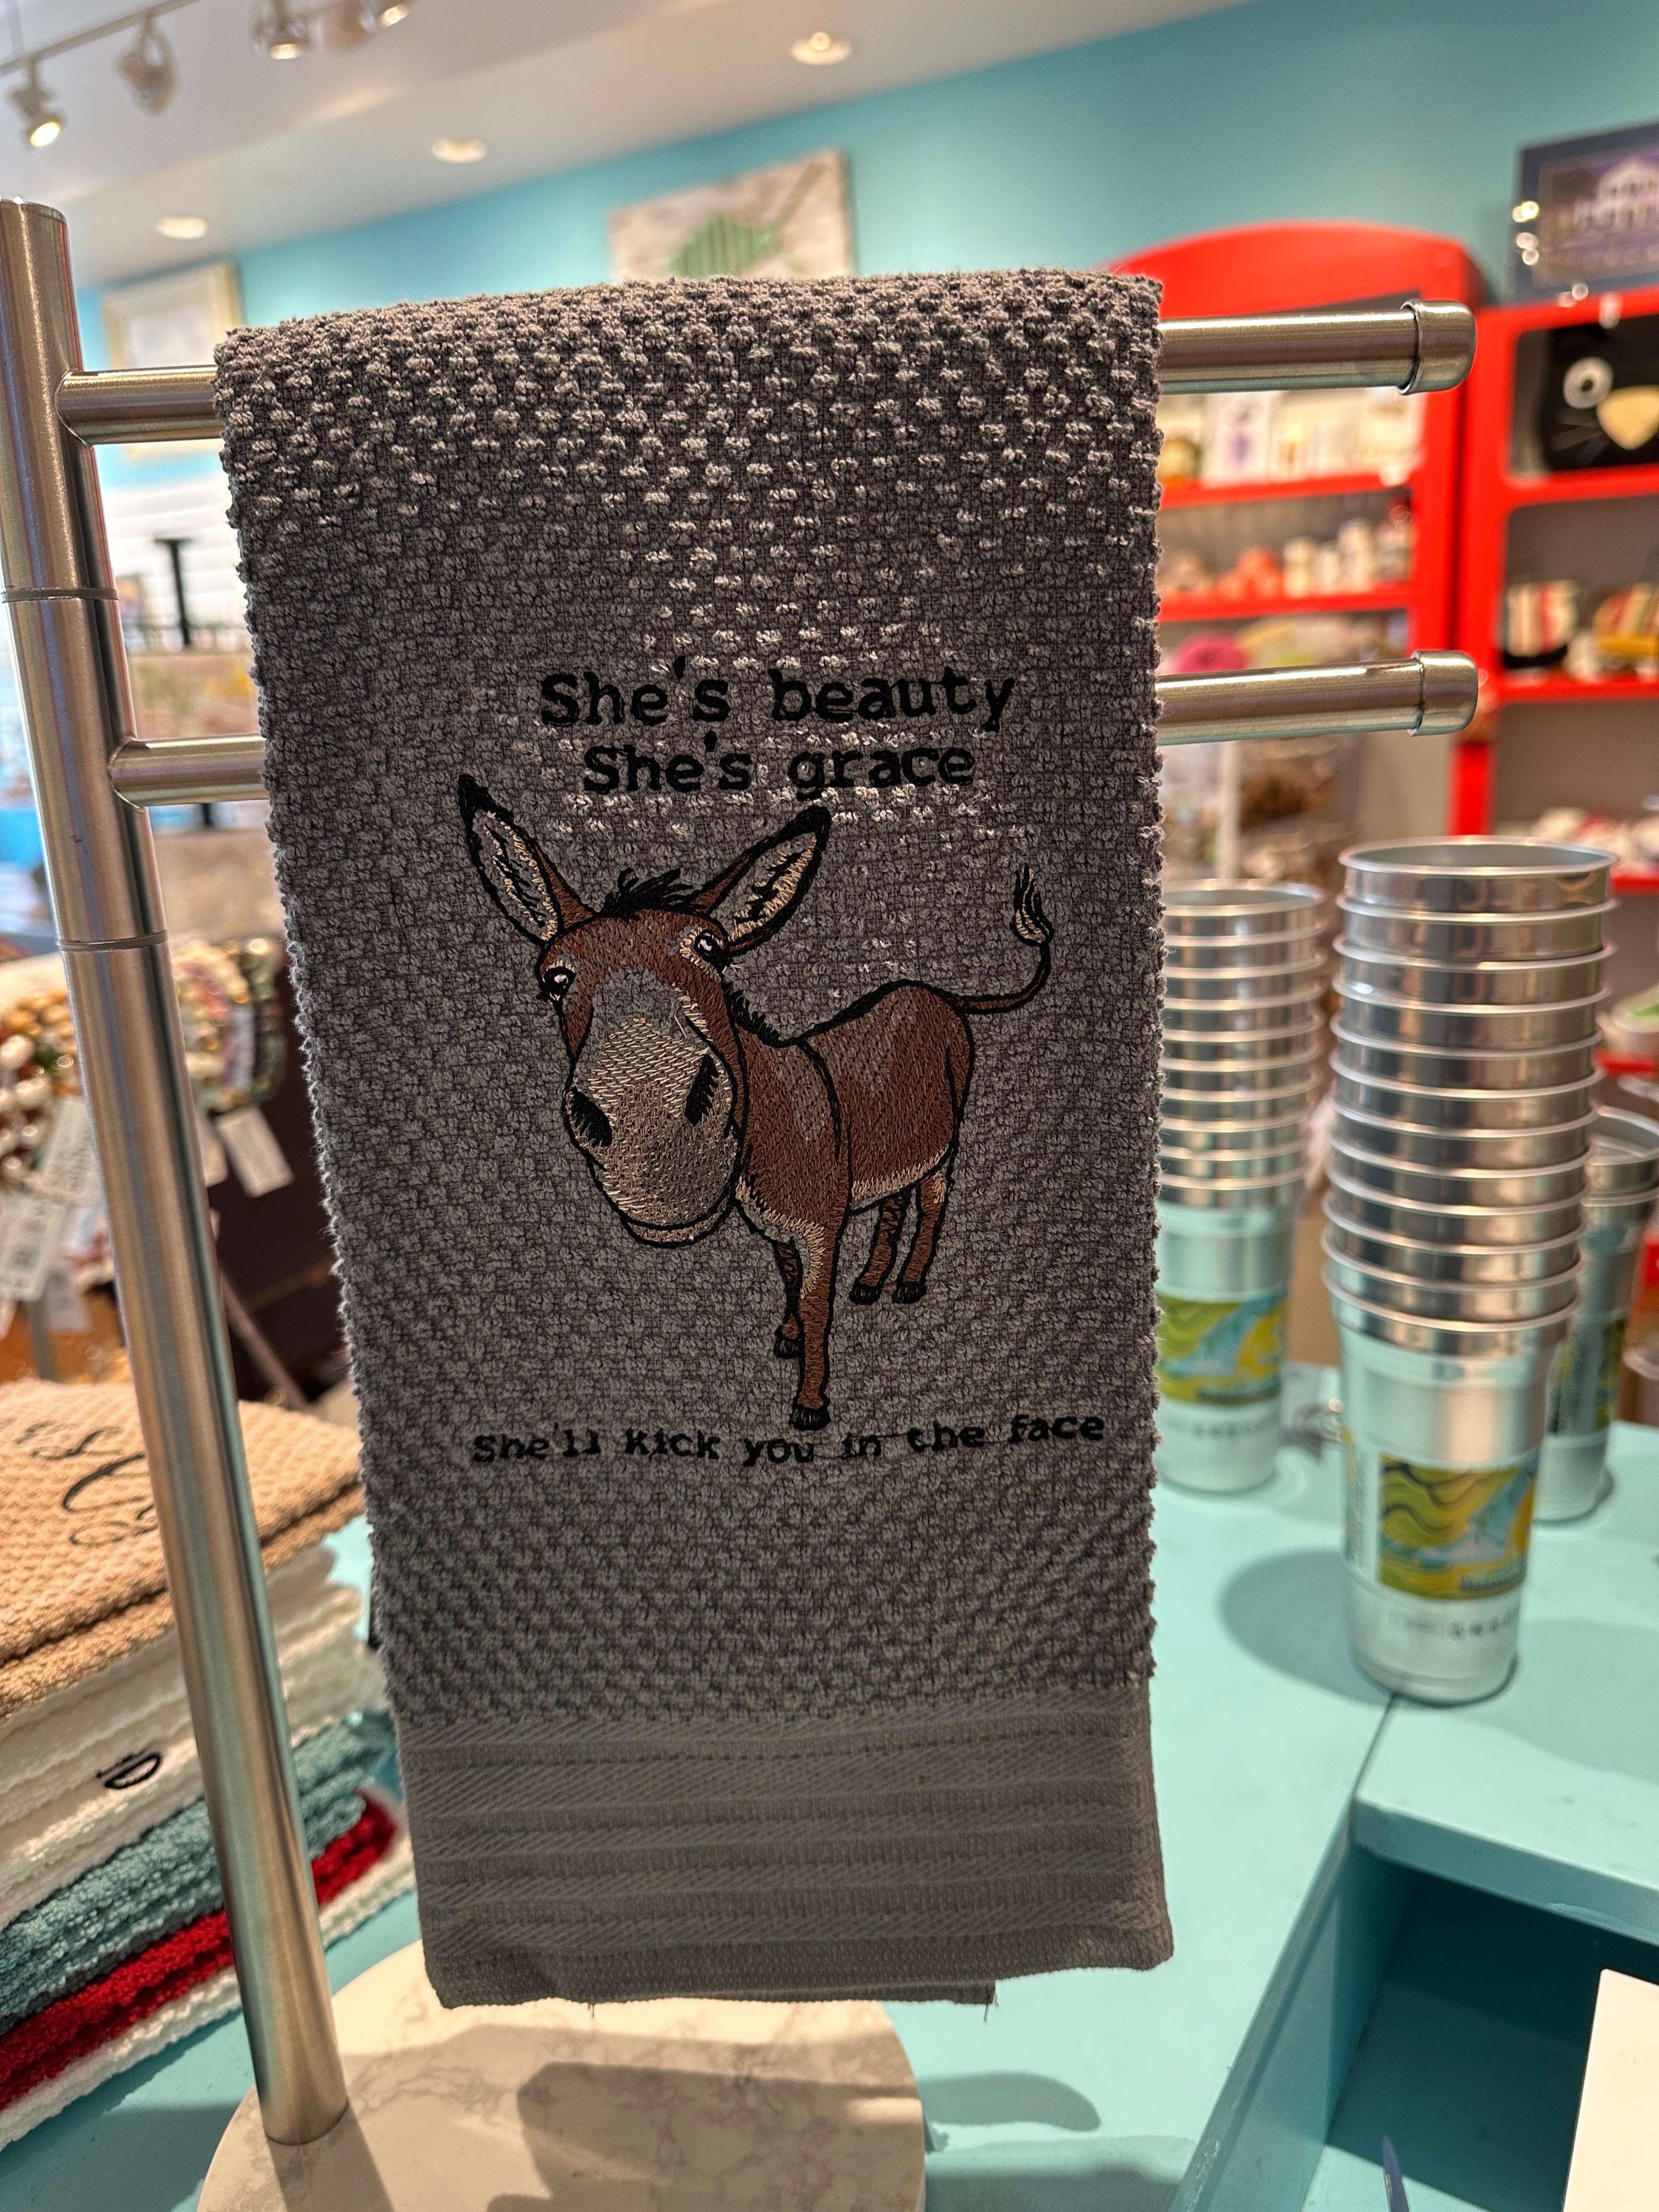 She's beauty
She's grace
She'll kick you in the face